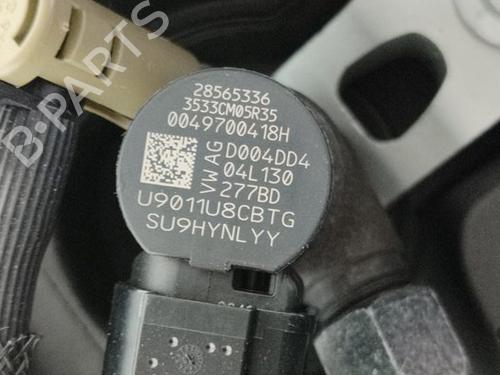 28565336
3533CM05R35
0049700418H
VW AG
D004DD4
04L130
277BD
U9011U8CBTG
SU9HYNLYY
B-PARTS